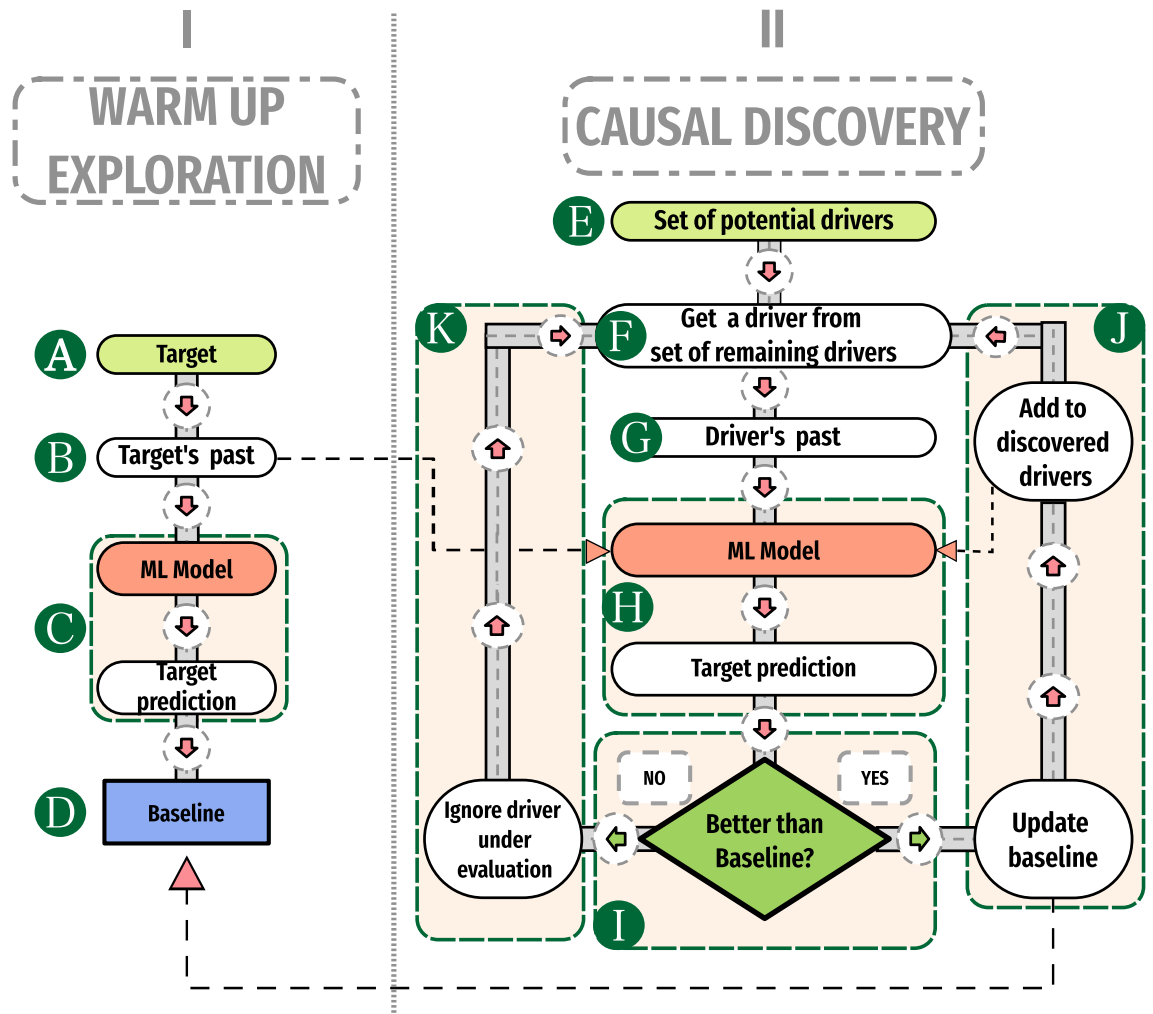 I
WARM UP
EXPLORATION
A
Target
B
Target's past
ML Model
C
Target
prediction
D
Baseline
II
CAUSAL DISCOVERY
E
Set of potential drivers
K
F
Get a driver from
set of remaining drivers
J
G
Driver's past
Add to
discovered
drivers
ML Model
H
Target prediction
NO
YES
Better than
Baseline?
Ignore driver
under
evaluation
Update
baseline
I